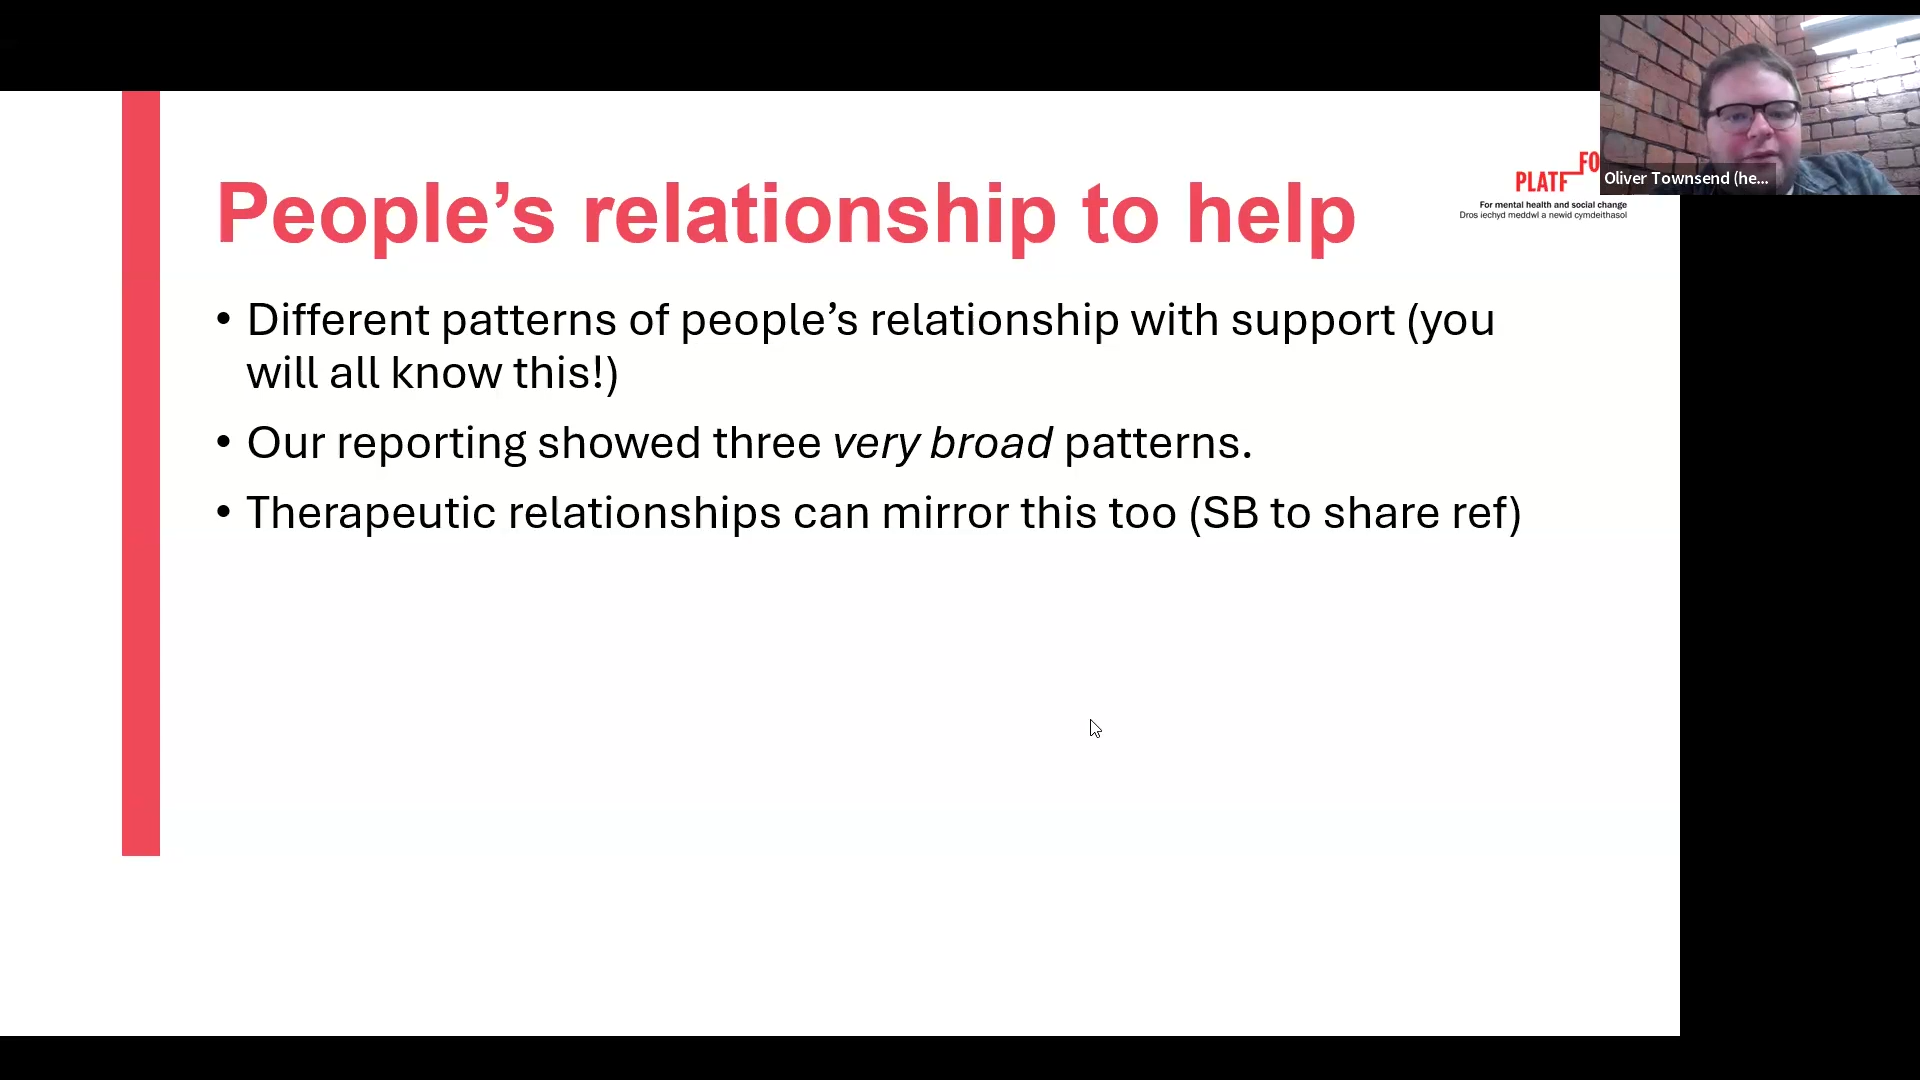 People’s relationship to help
PLATF
FO
For mental health and social change
Dros iechyd meddwl a newid cymdeithasol
Oliver Townsend (he...
• Different patterns of people’s relationship with support (you
will all know this!)
• Our reporting showed three very broad patterns.
• Therapeutic relationships can mirror this too (SB to share ref)